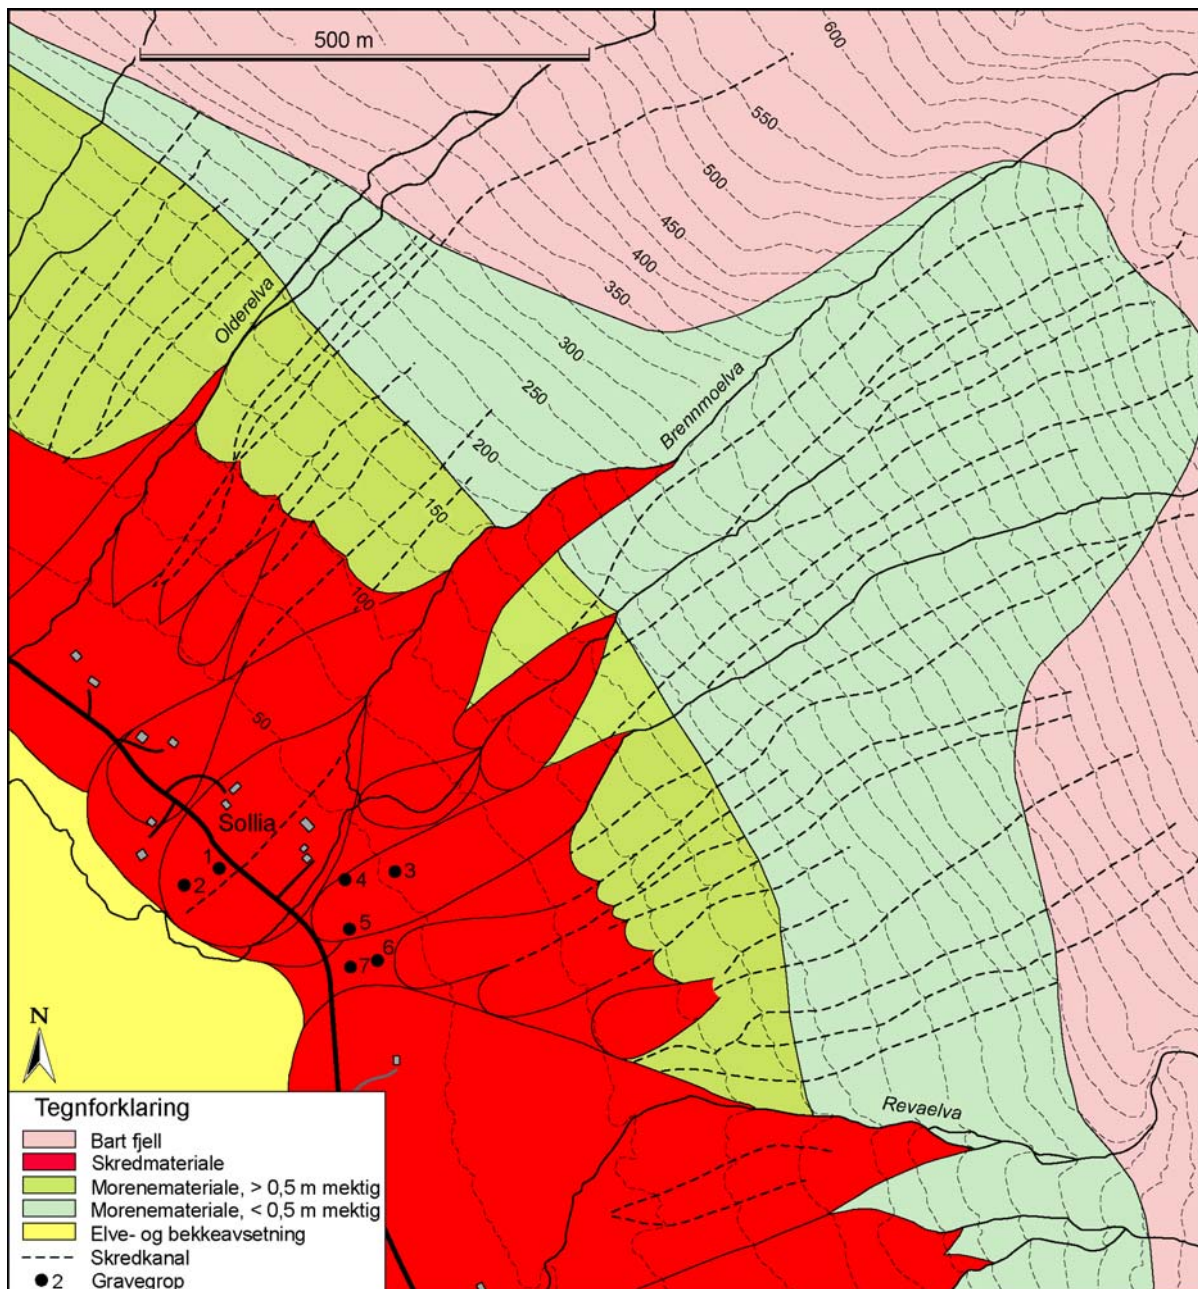 500 m
600
550
500
450
400
350
300
250
200
150
100
50
Olderelva
Brennmoelva
Sollia
1
2
3
4
5
6
7
Revaelva
N
Tegnforklaring
Bart fjell
Skredmateriale
Morenemateriale, > 0,5 m mektig
Morenemateriale, < 0,5 m mektig
Elve- og bekkeavsetning
Skredkanal
2 Gravegrop